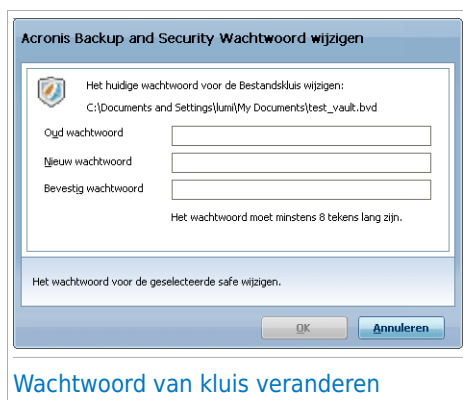 Acronis Backup and Security Wachtwoord wijzigen
Het huidige wachtwoord voor de Bestandskluis wijzigen:
C:\Documents and Settings\lumi\My Documents\test_vault.bvd
Oud wachtwoord
Nieuw wachtwoord
Bevestig wachtwoord
Het wachtwoord moet minstens 8 tekens lang zijn.
Het wachtwoord voor de geselecteerde safe wijzigen.
OK
Annuleren
Wachtwoord van kluis veranderen